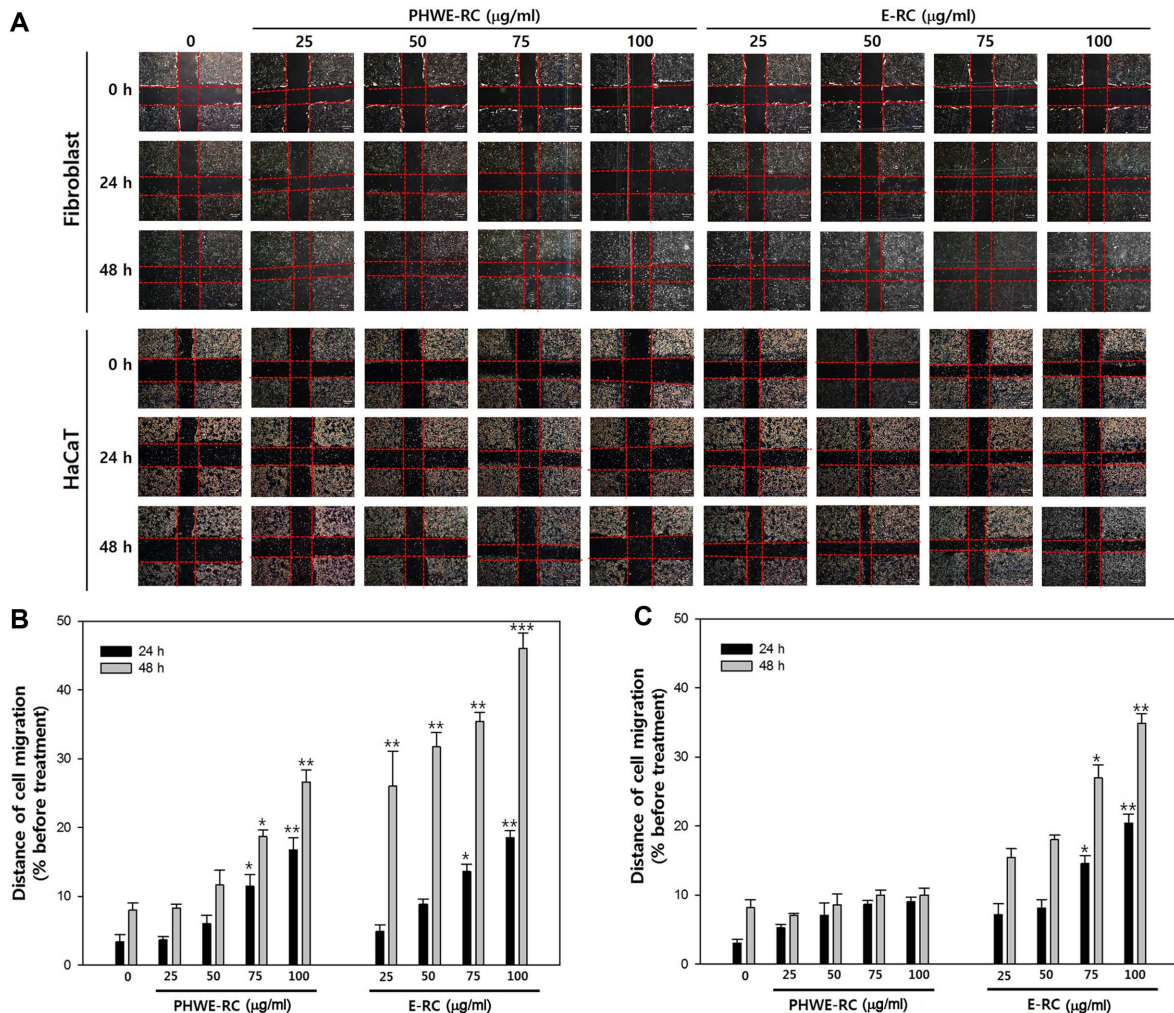 A
PHWE-RC (μg/ml)
E-RC (μg/ml)
0 25 50 75 100 25 50 75 100
Fibroblast
0 h
24 h
48 h
HaCaT
0 h
24 h
48 h
B
50
40
30
20
10
0
Distance of cell migration
(% before treatment)
24 h
48 h
* * ** ** ** ** ** * *** **
0 25 50 75 100 25 50 75 100
PHWE-RC (μg/ml)
E-RC (μg/ml)
C
50
40
30
20
10
0
Distance of cell migration
(% before treatment)
24 h
48 h
* * ** **
0 25 50 75 100 25 50 75 100
PHWE-RC (μg/ml)
E-RC (μg/ml)